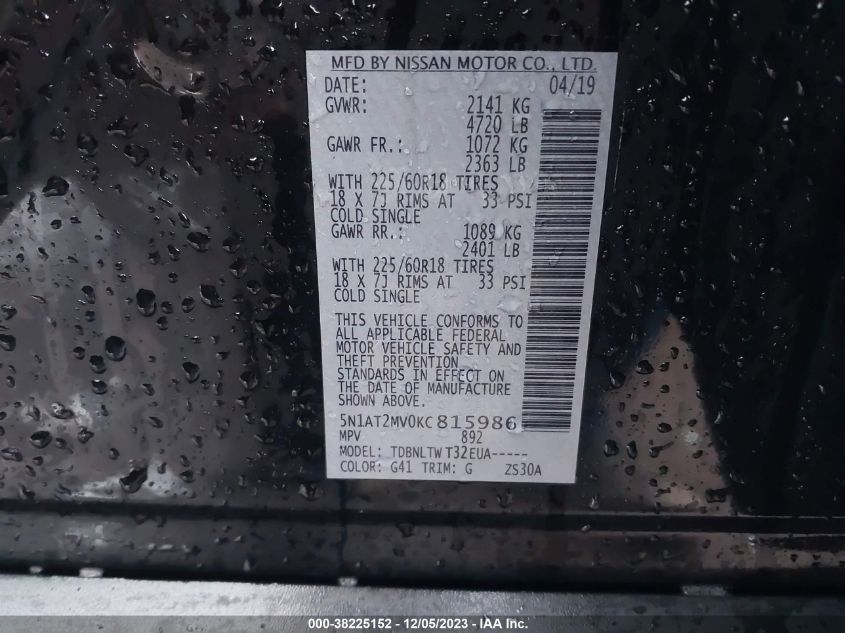 MFD BY NISSAN MOTOR CO., LTD.
DATE: 04/19
GVWR: 2141 KG
4720 LB
GAWR FR.: 1072 KG
2363 LB
WITH 225/60R18 TIRES
18 X 7J RIMS AT 33 PSI
COLD SINGLE
GAWR RR.: 1089 KG
2401 LB
WITH 225/60R18 TIRES
18 X 7J RIMS AT 33 PSI
COLD SINGLE
THIS VEHICLE CONFORMS TO
ALL APPLICABLE FEDERAL
MOTOR VEHICLE SAFETY AND
THEFT PREVENTION
STANDARDS IN EFFECT ON
THE DATE OF MANUFACTURE
SHOWN ABOVE.
5N1AT2MV0KC815986
MPV 892
MODEL: TDBNLTW T32EUA-----
COLOR: G41 TRIM: G ZS30A
000-38225152 - 12/05/2023 - IAA Inc.